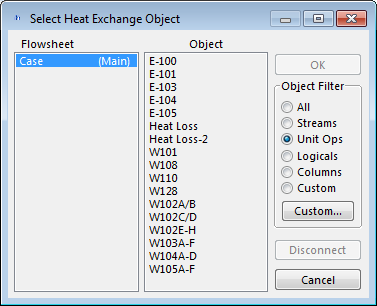 Select Heat Exchange Object
Flowsheet
Case (Main)
Object
E-100
E-101
E-103
E-104
E-105
Heat Loss
Heat Loss-2
W101
W108
W110
W128
W102A/B
W102C/D
W102E-H
W103A-F
W104A-D
W105A-F
OK
Object Filter
All
Streams
Unit Ops
Logicals
Columns
Custom
Custom...
Disconnect
Cancel